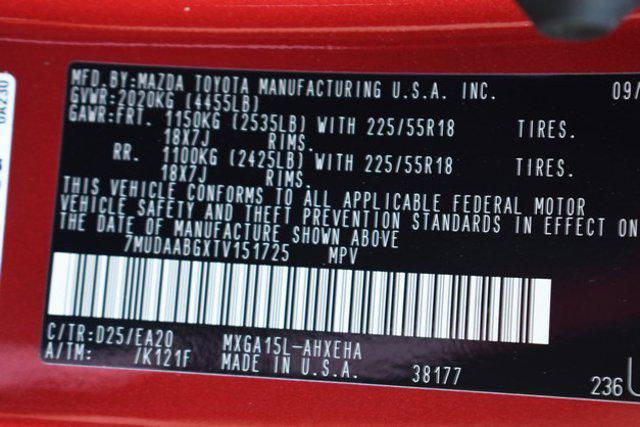 MFD.BY:MAZDA TOYOTA MANUFACTURING U.S.A. INC. 09/
GVWR:2020KG (4455LB)
GAWR:FRT. 1150KG (2535LB) WITH 225/55R18 TIRES.
18X7J RIMS.
RR. 1100KG (2425LB) WITH 225/55R18 TIRES.
18X7J RIMS.
THIS VEHICLE CONFORMS TO ALL APPLICABLE FEDERAL MOTOR
VEHICLE SAFETY AND THEFT PREVENTION STANDARDS IN EFFECT ON
THE DATE OF MANUFACTURE SHOWN ABOVE
7MUDAABGXTV151725 MPV
C/TR:D25/EA20 MXGA15L-AHXEHA
A/TM: /K121F MADE IN U.S.A. 38177
236
0A230